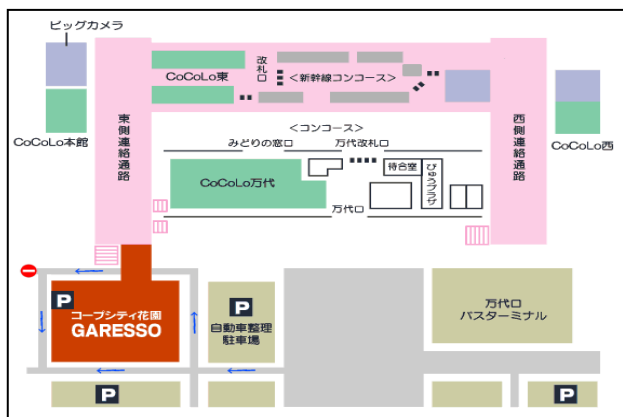 ビッグカメラ
CoCoLo本館
東側連絡通路
CoCoLo東
改札口
＜新幹線コンコース＞
西側連絡通路
CoCoLo西
＜コンコース＞
みどりの窓口
万代改札口
CoCoLo万代
待合室
びゅうプラザ
万代口
P
コープシティ花園
GARESSO
P
自動車整理
駐車場
万代口
バスターミナル
P
P